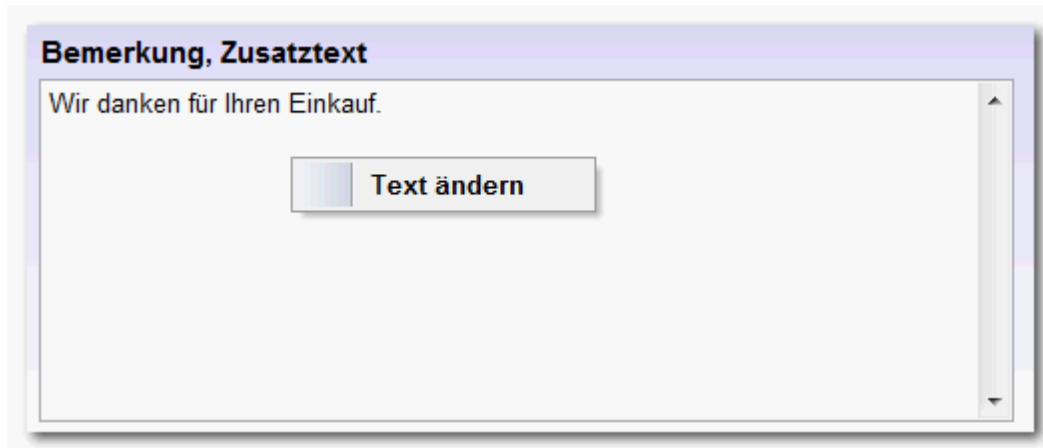 Bemerkung, Zusatztext
Wir danken für Ihren Einkauf.
Text ändern